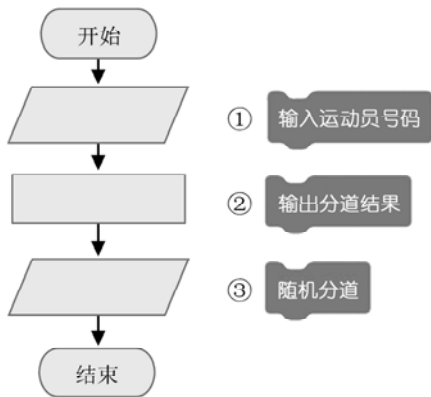 开始
① 输入运动员号码
② 输出分道结果
③ 随机分道
结束